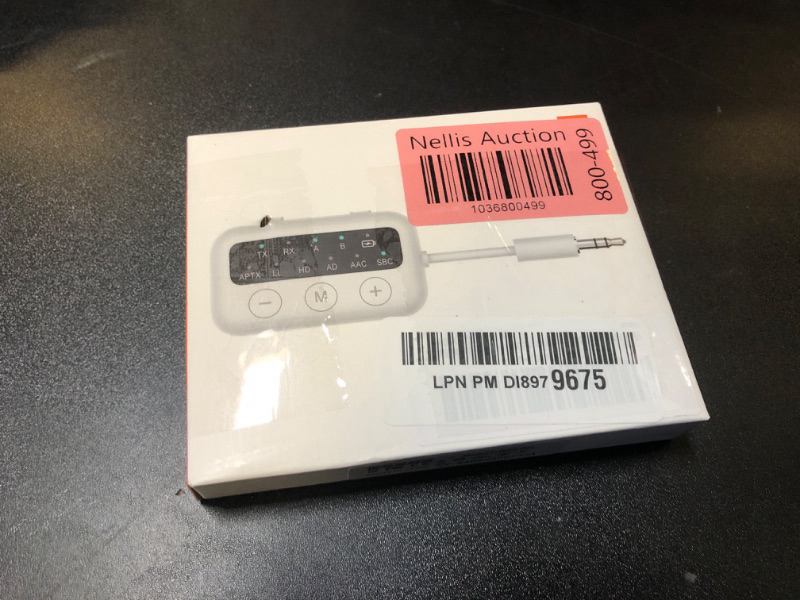 Nellis Auction
1036800499
800-499
TX RX A B
APTX LL HD AD AAC SBC
− M +
LPN PM DI897 9675